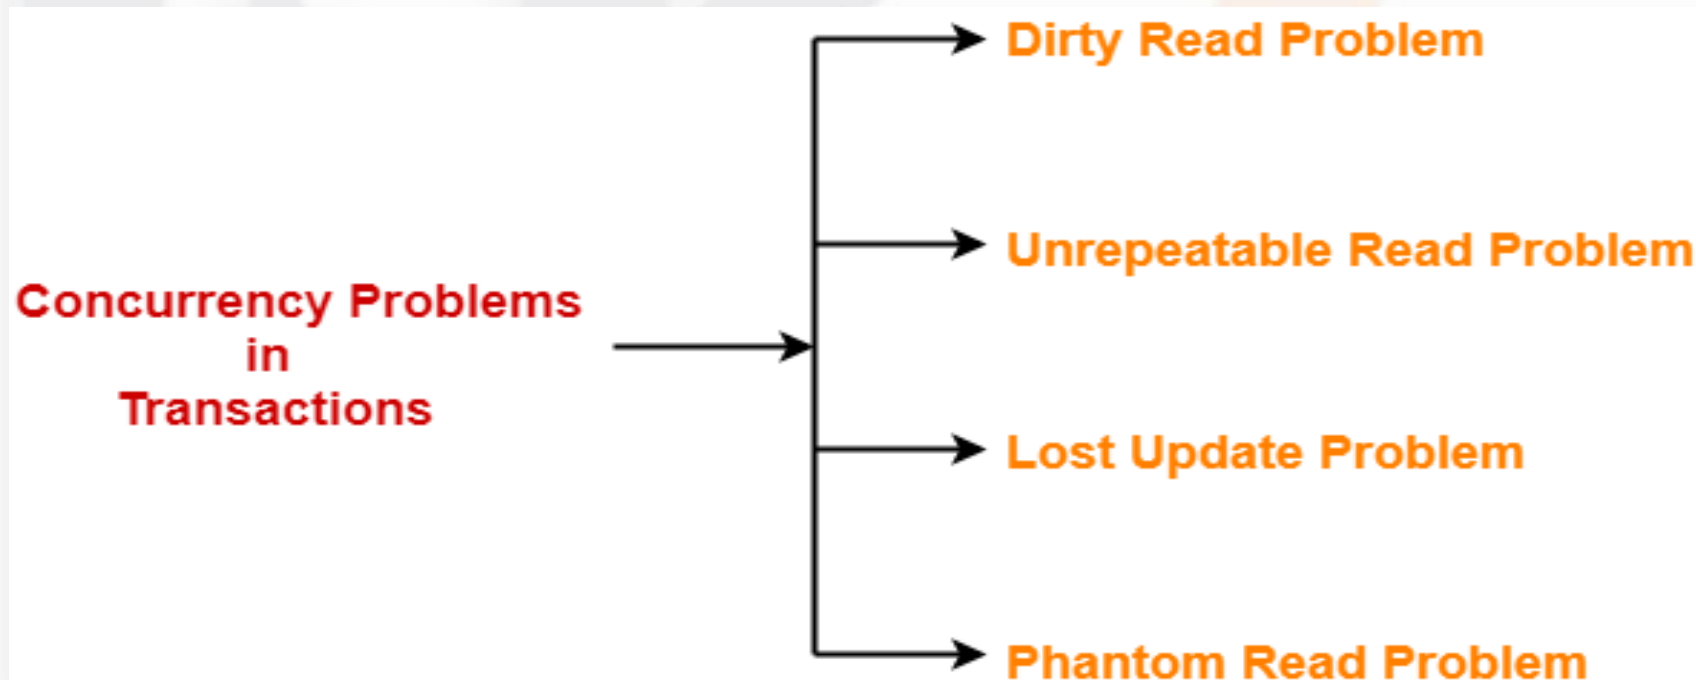 Concurrency Problems
in
Transactions
Dirty Read Problem
Unrepeatable Read Problem
Lost Update Problem
Phantom Read Problem